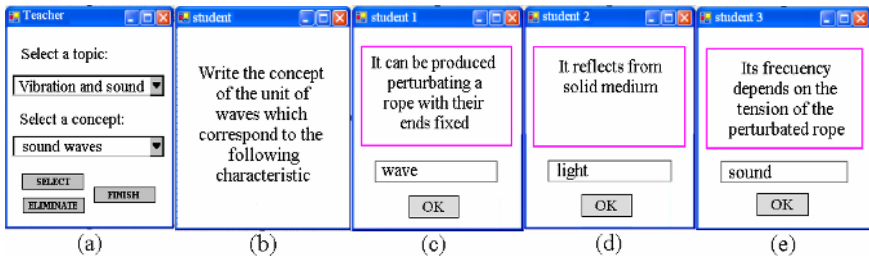 Teacher
Select a topic:
Vibration and sound
Select a concept:
sound waves
SELECT
FINISH
ELIMINATE
(a)
student
Write the concept
of the unit of
waves which
correspond to the
following
characteristic
(b)
student 1
It can be produced
perturbating a
rope with their
ends fixed
wave
OK
(c)
student 2
It reflects from
solid medium
light
OK
(d)
student 3
Its frecuency
depends on the
tension of the
perturbated rope
sound
OK
(e)